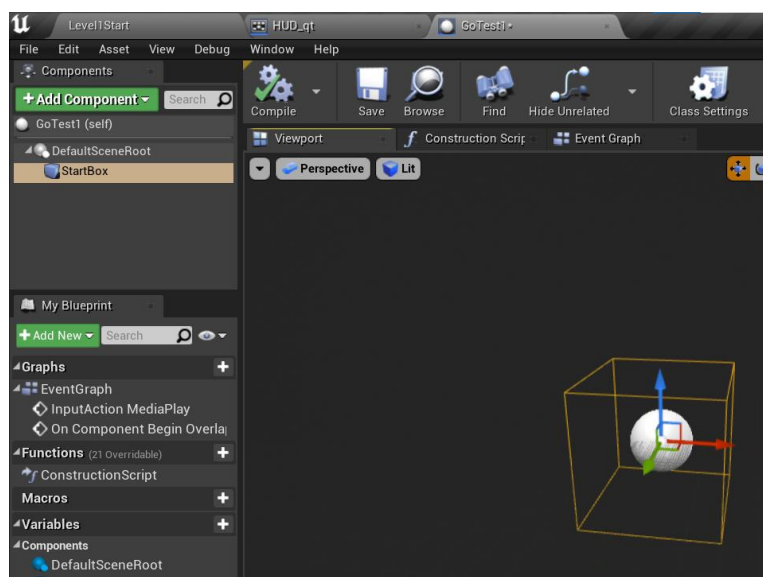 Level1Start HUD_qt GoTest1*
File Edit Asset View Debug Window Help
Components
+Add Component Search
GoTest1 (self)
DefaultSceneRoot
StartBox
Compile Save Browse Find Hide Unrelated Class Settings
Viewport Construction Scrip Event Graph
Perspective Lit
My Blueprint
+Add New Search
Graphs
EventGraph
InputAction MediaPlay
On Component Begin Overla
Functions (21 Overridable)
ConstructionScript
Macros
Variables
Components
DefaultSceneRoot